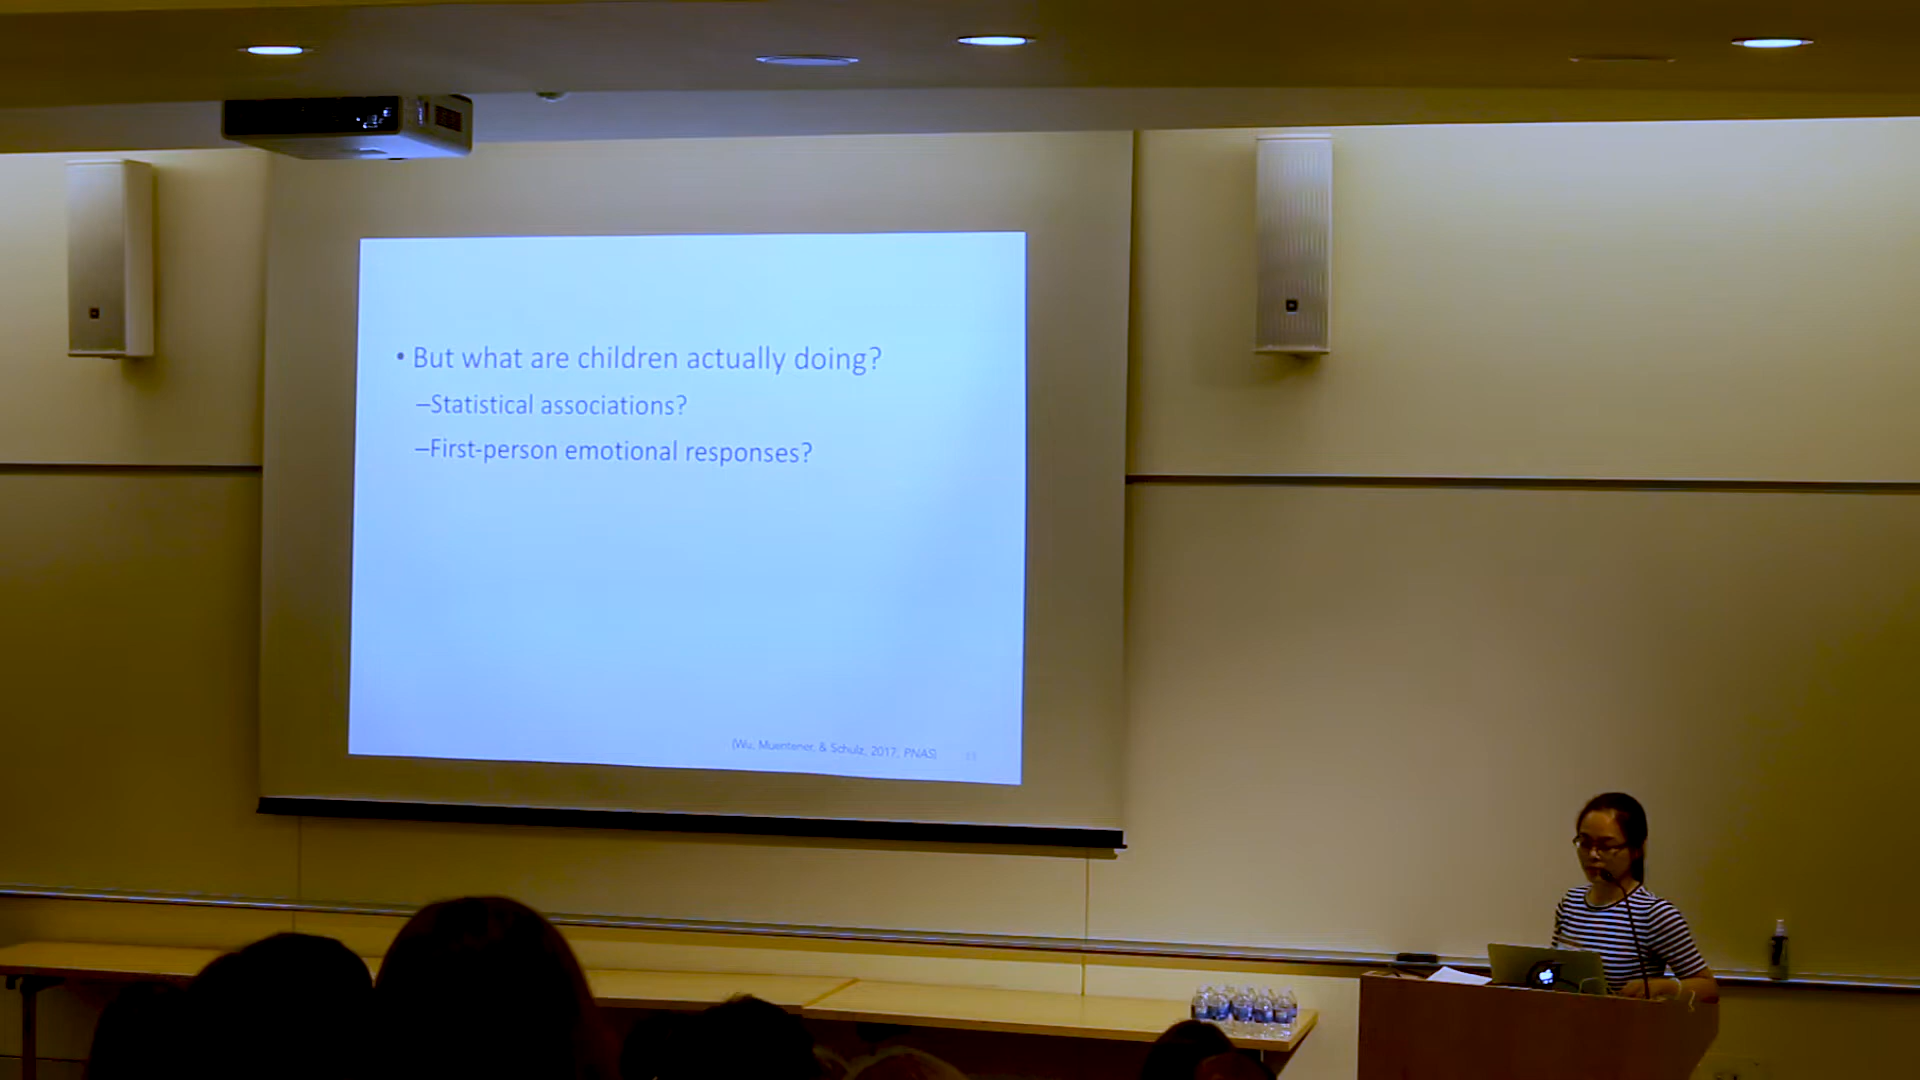 • But what are children actually doing?
–Statistical associations?
–First-person emotional responses?
(Wu, Muentener, & Schulz, 2017, PNAS)